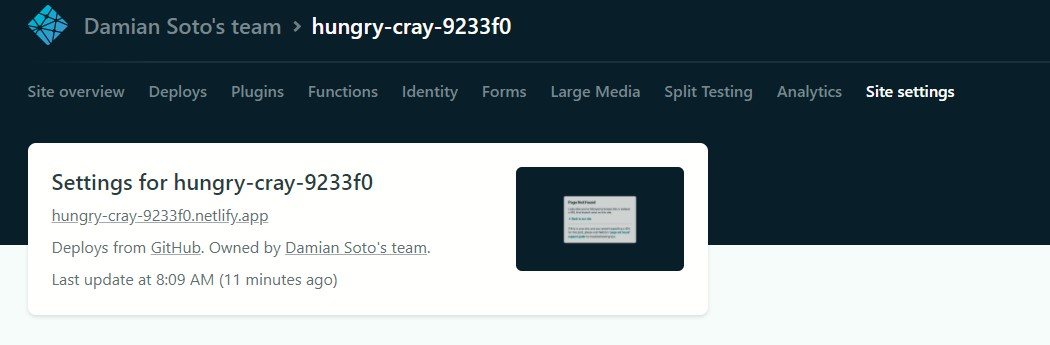 Damian Soto's team > hungry-cray-9233f0
Site overview Deploys Plugins Functions Identity Forms Large Media Split Testing Analytics Site settings
Settings for hungry-cray-9233f0
hungry-cray-9233f0.netlify.app
Deploys from GitHub. Owned by Damian Soto's team.
Last update at 8:09 AM (11 minutes ago)
Page Not Found